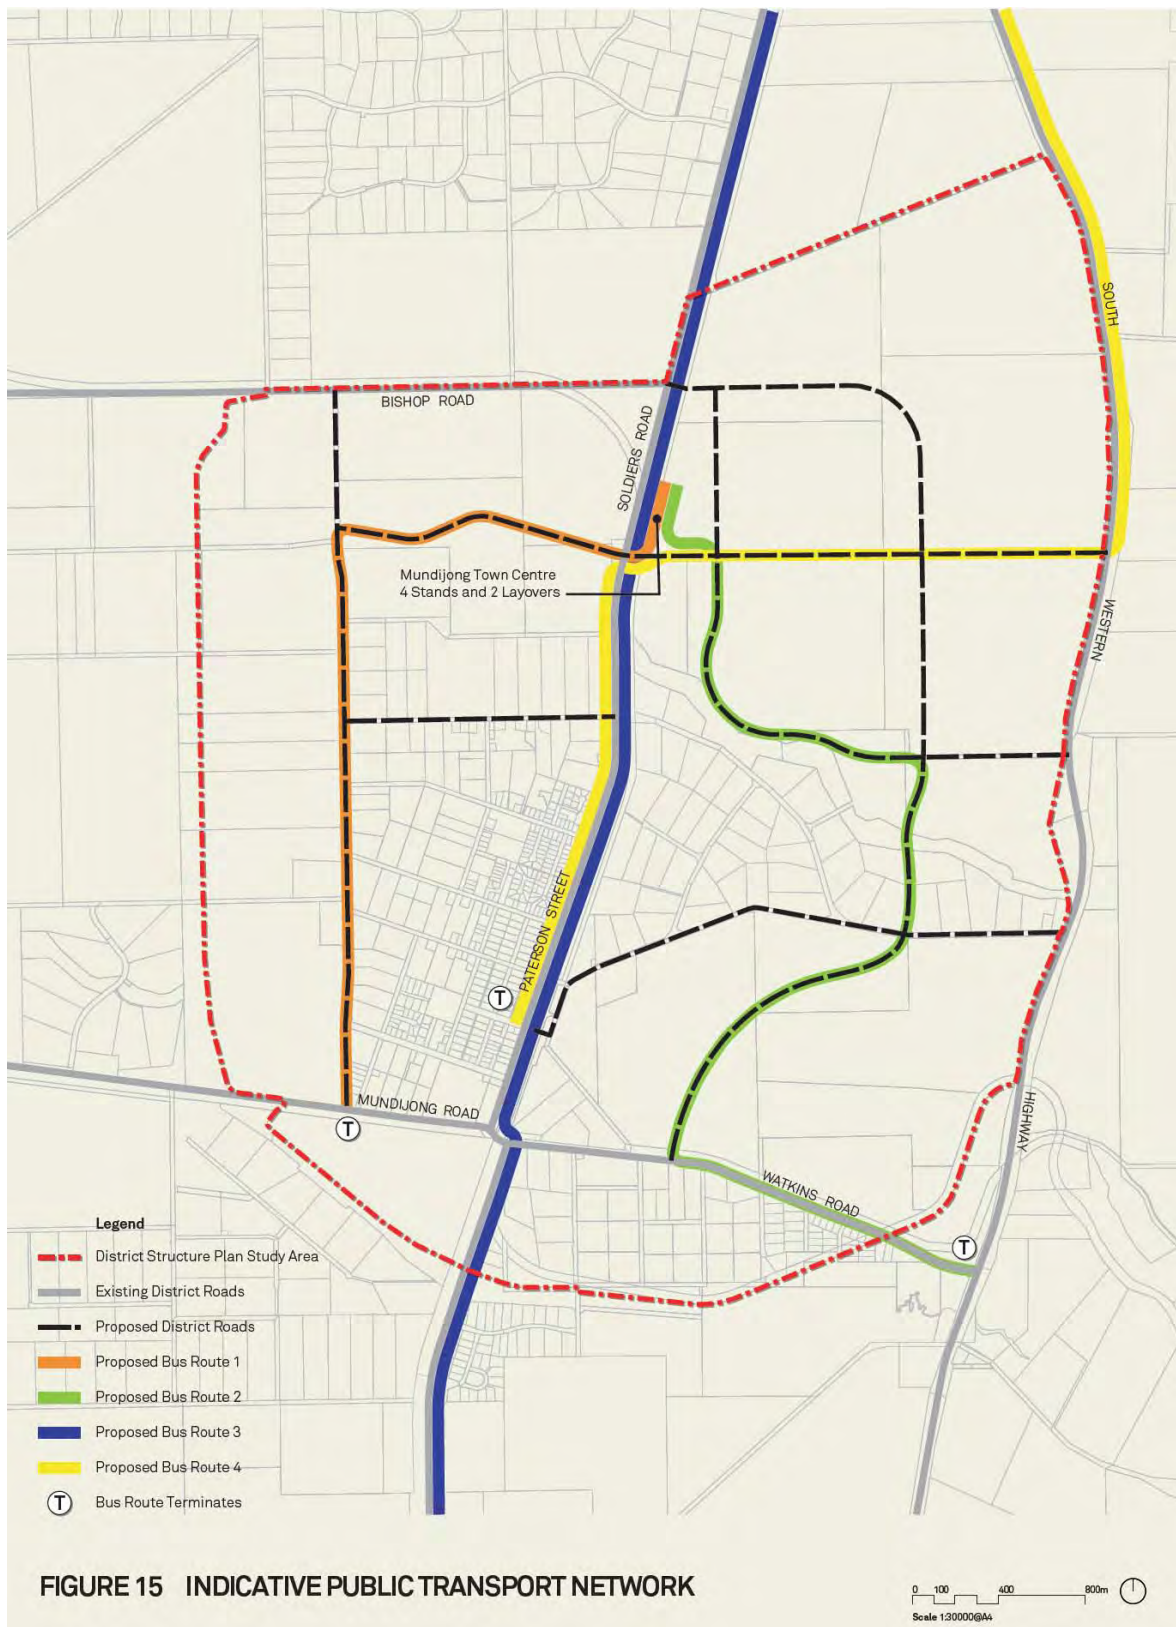 SOUTH
BISHOP ROAD
SOLDIERS ROAD
Mundijong Town Centre
4 Stands and 2 Layovers
WESTERN
PATERSON STREET
T
MUNDIJONG ROAD
T
HIGHWAY
WATKINS ROAD
T
Legend
District Structure Plan Study Area
Existing District Roads
Proposed District Roads
Proposed Bus Route 1
Proposed Bus Route 2
Proposed Bus Route 3
Proposed Bus Route 4
T Bus Route Terminates
FIGURE 15 INDICATIVE PUBLIC TRANSPORT NETWORK
0 100 400 800m
Scale 1:30000@A4